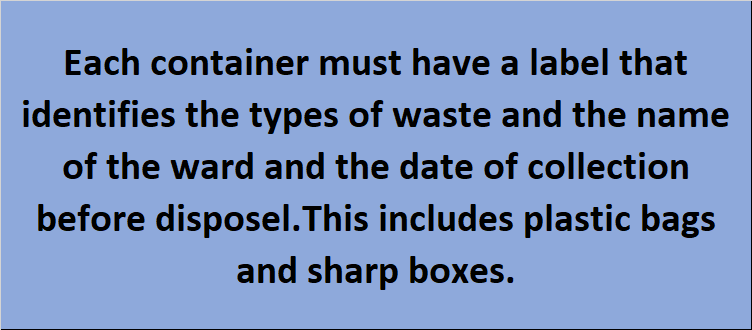 Each container must have a label that
identifies the types of waste and the name
of the ward and the date of collection
before disposel.This includes plastic bags
and sharp boxes.